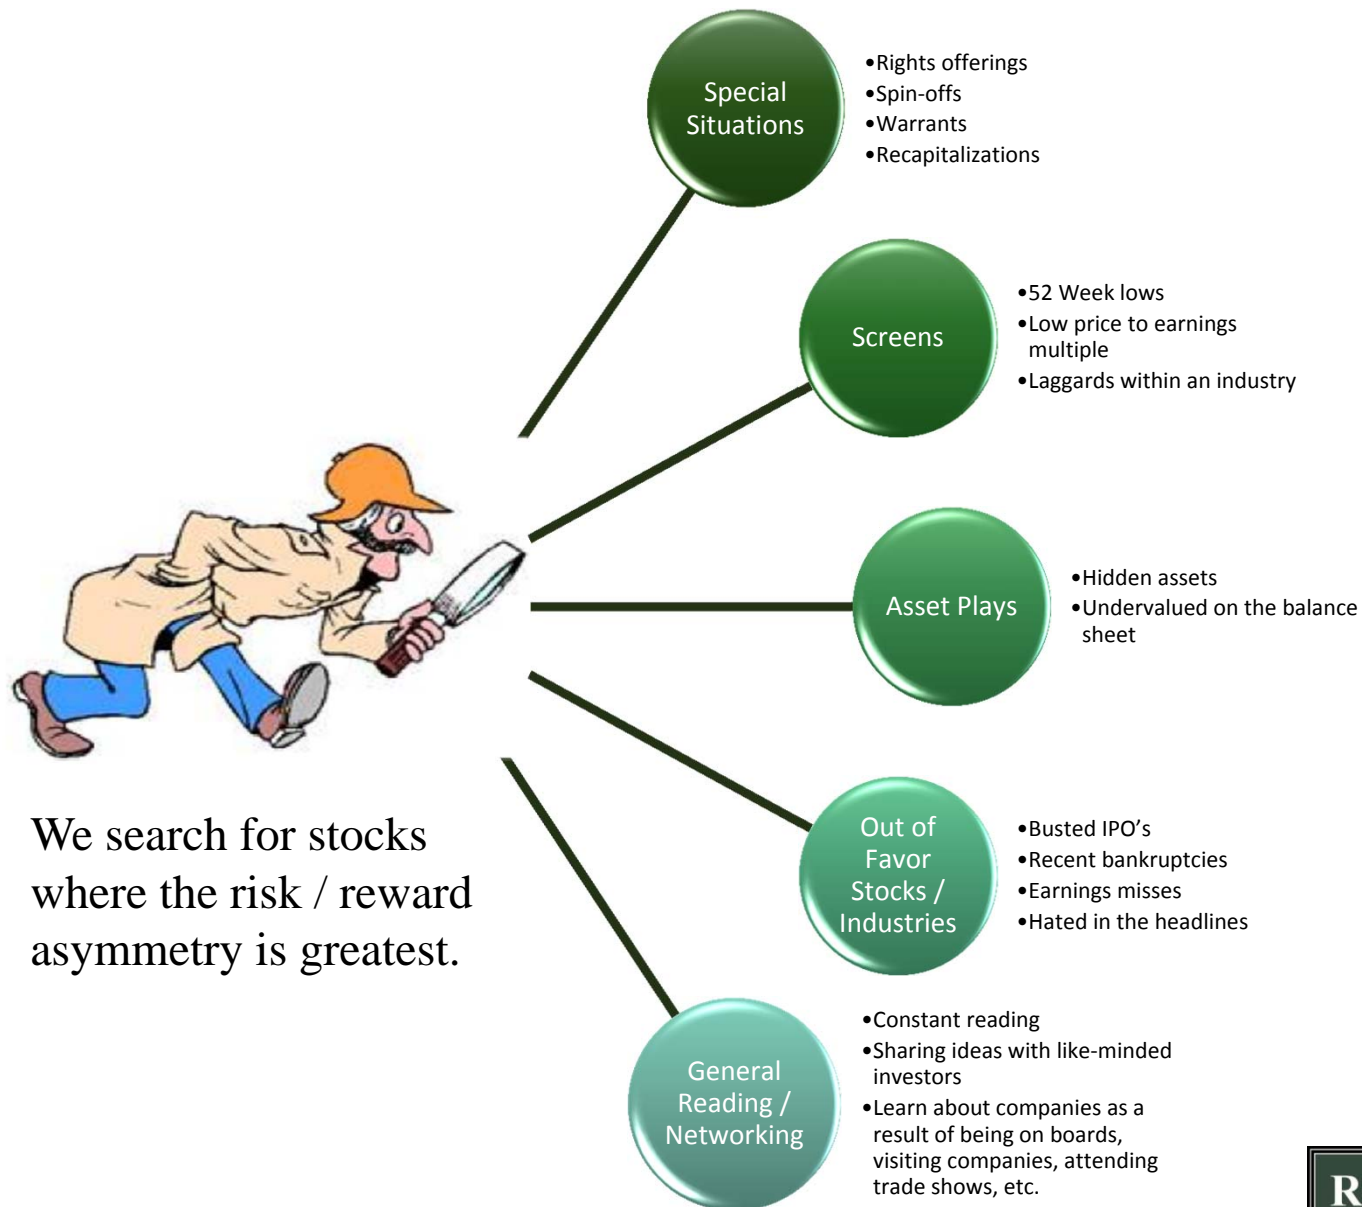 Special
Situations
•Rights offerings
•Spin-offs
•Warrants
•Recapitalizations
Screens
•52 Week lows
•Low price to earnings
multiple
•Laggards within an industry
Asset Plays
•Hidden assets
•Undervalued on the balance
sheet
We search for stocks
where the risk / reward
asymmetry is greatest.
Out of
Favor
Stocks /
Industries
•Busted IPO’s
•Recent bankruptcies
•Earnings misses
•Hated in the headlines
General
Reading /
Networking
•Constant reading
•Sharing ideas with like-minded
investors
•Learn about companies as a
result of being on boards,
visiting companies, attending
trade shows, etc.
R